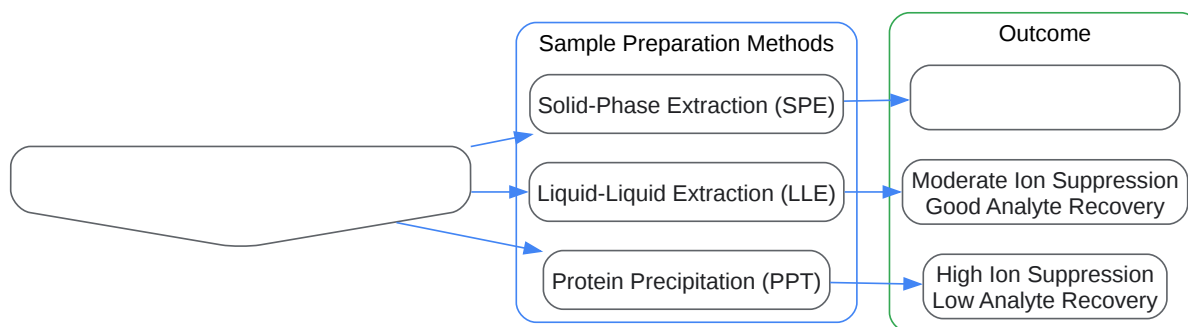 Sample Preparation Methods
Outcome
Solid-Phase Extraction (SPE)
Liquid-Liquid Extraction (LLE)
Moderate Ion Suppression
Good Analyte Recovery
Protein Precipitation (PPT)
High Ion Suppression
Low Analyte Recovery